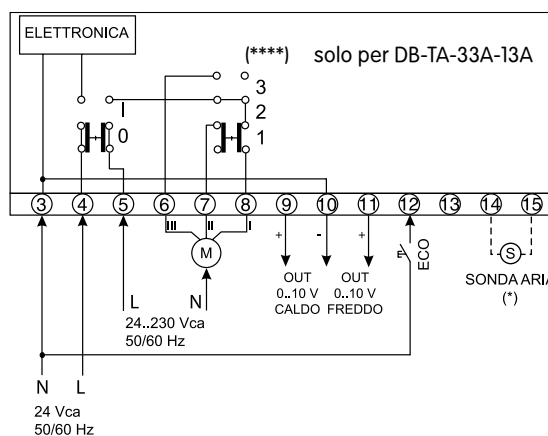 ELETTRONICA
(****) solo per DB-TA-33A-13A
3
I
2
0
1
3 4 5 6 7 8 9 10 11 12 13 14 15
III II I
M
+ - +
ECO
S
L N
OUT
0..10 V
CALDO
OUT
0..10 V
FREDDO
SONDA ARIA
(*)
24..230 Vca
50/60 Hz
N L
24 Vca
50/60 Hz